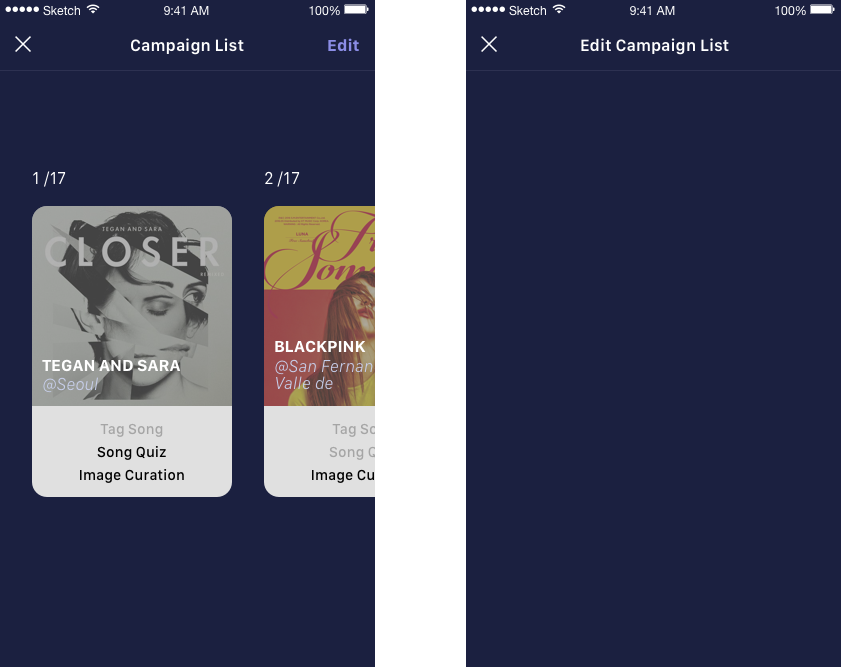 Sketch 9:41 AM 100%
Campaign List Edit
1 /17
TEGAN AND SARA
CLOSER
TEGAN AND SARA
@Seoul
Tag Song
Song Quiz
Image Curation
2 /17
LUNA
BLACKPINK
@San Fernan
Valle de
Tag So
Song Q
Image Cu
Sketch 9:41 AM 100%
Edit Campaign List